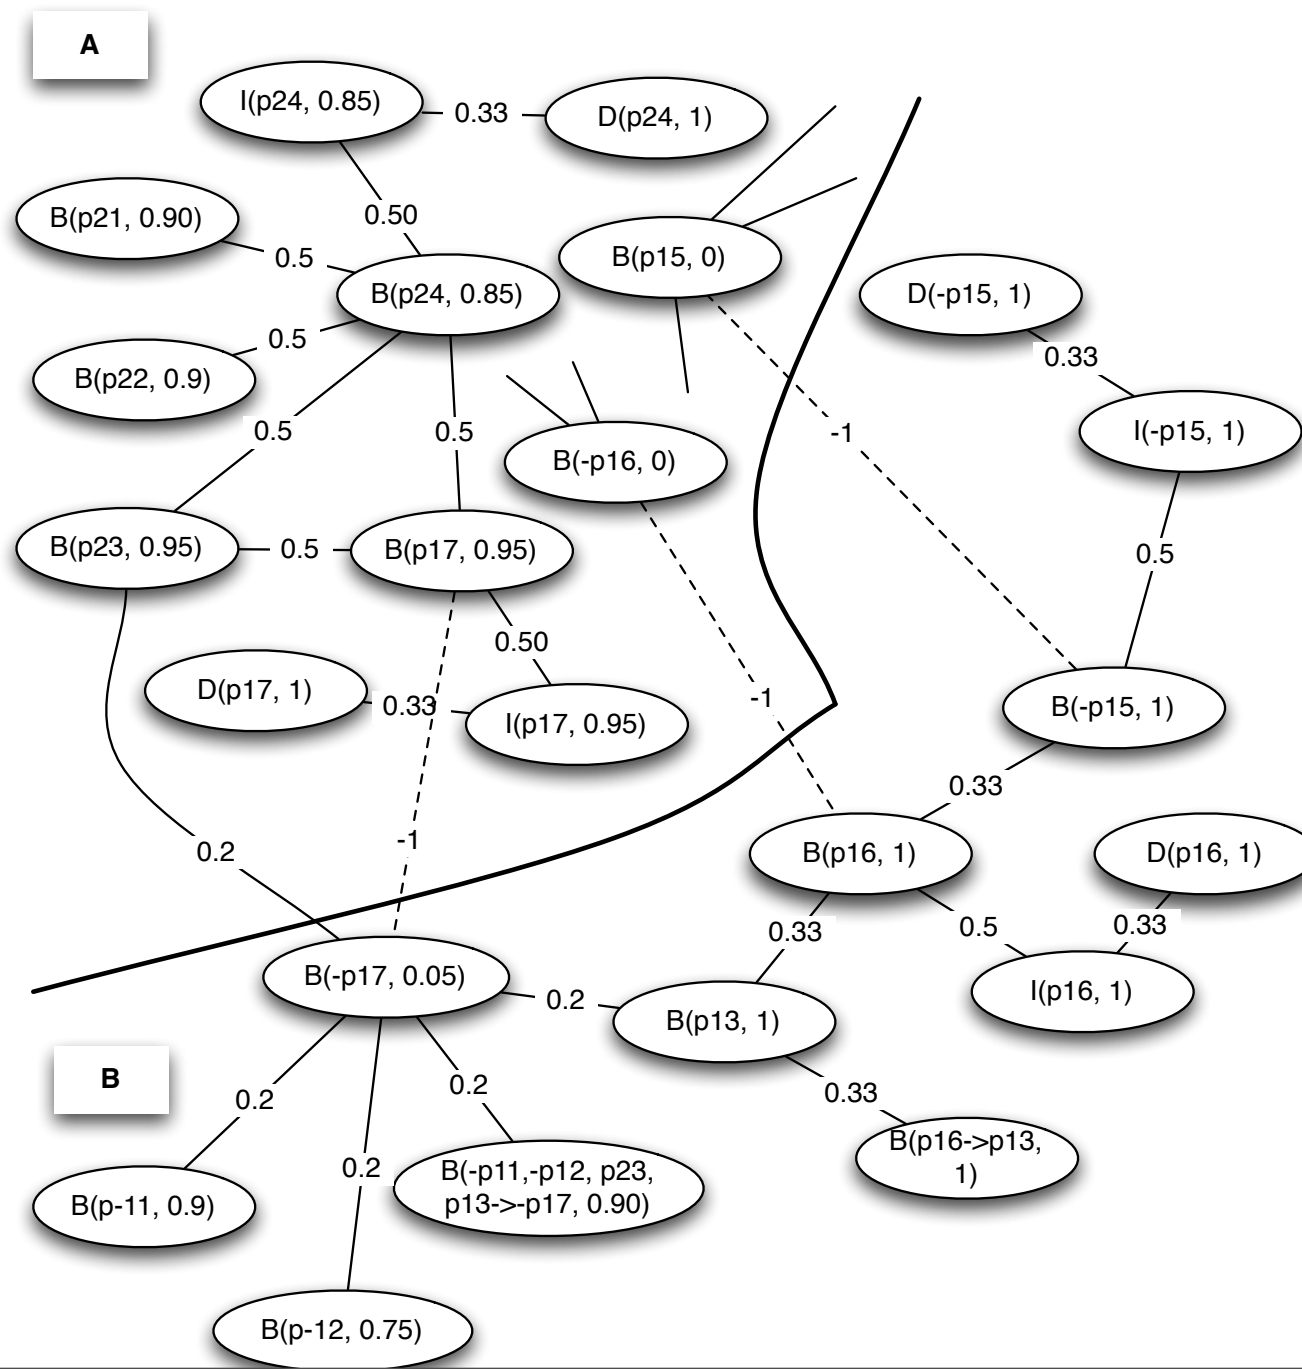 A
I(p24, 0.85)
0.33
D(p24, 1)
B(p21, 0.90)
0.50
0.5
B(p15, 0)
B(p24, 0.85)
D(-p15, 1)
0.5
0.33
B(p22, 0.9)
0.5
0.5
-1
I(-p15, 1)
B(-p16, 0)
B(p23, 0.95)
0.5
B(p17, 0.95)
0.5
0.50
D(p17, 1)
0.33
I(p17, 0.95)
-1
B(-p15, 1)
0.33
-1
0.2
B(p16, 1)
D(p16, 1)
0.33
0.5
0.33
B(-p17, 0.05)
0.2
B(p13, 1)
I(p16, 1)
B
0.2
0.2
0.33
0.2
B(-p11,-p12, p23,
p13->-p17, 0.90)
B(p16->p13,
1)
B(p-11, 0.9)
B(p-12, 0.75)